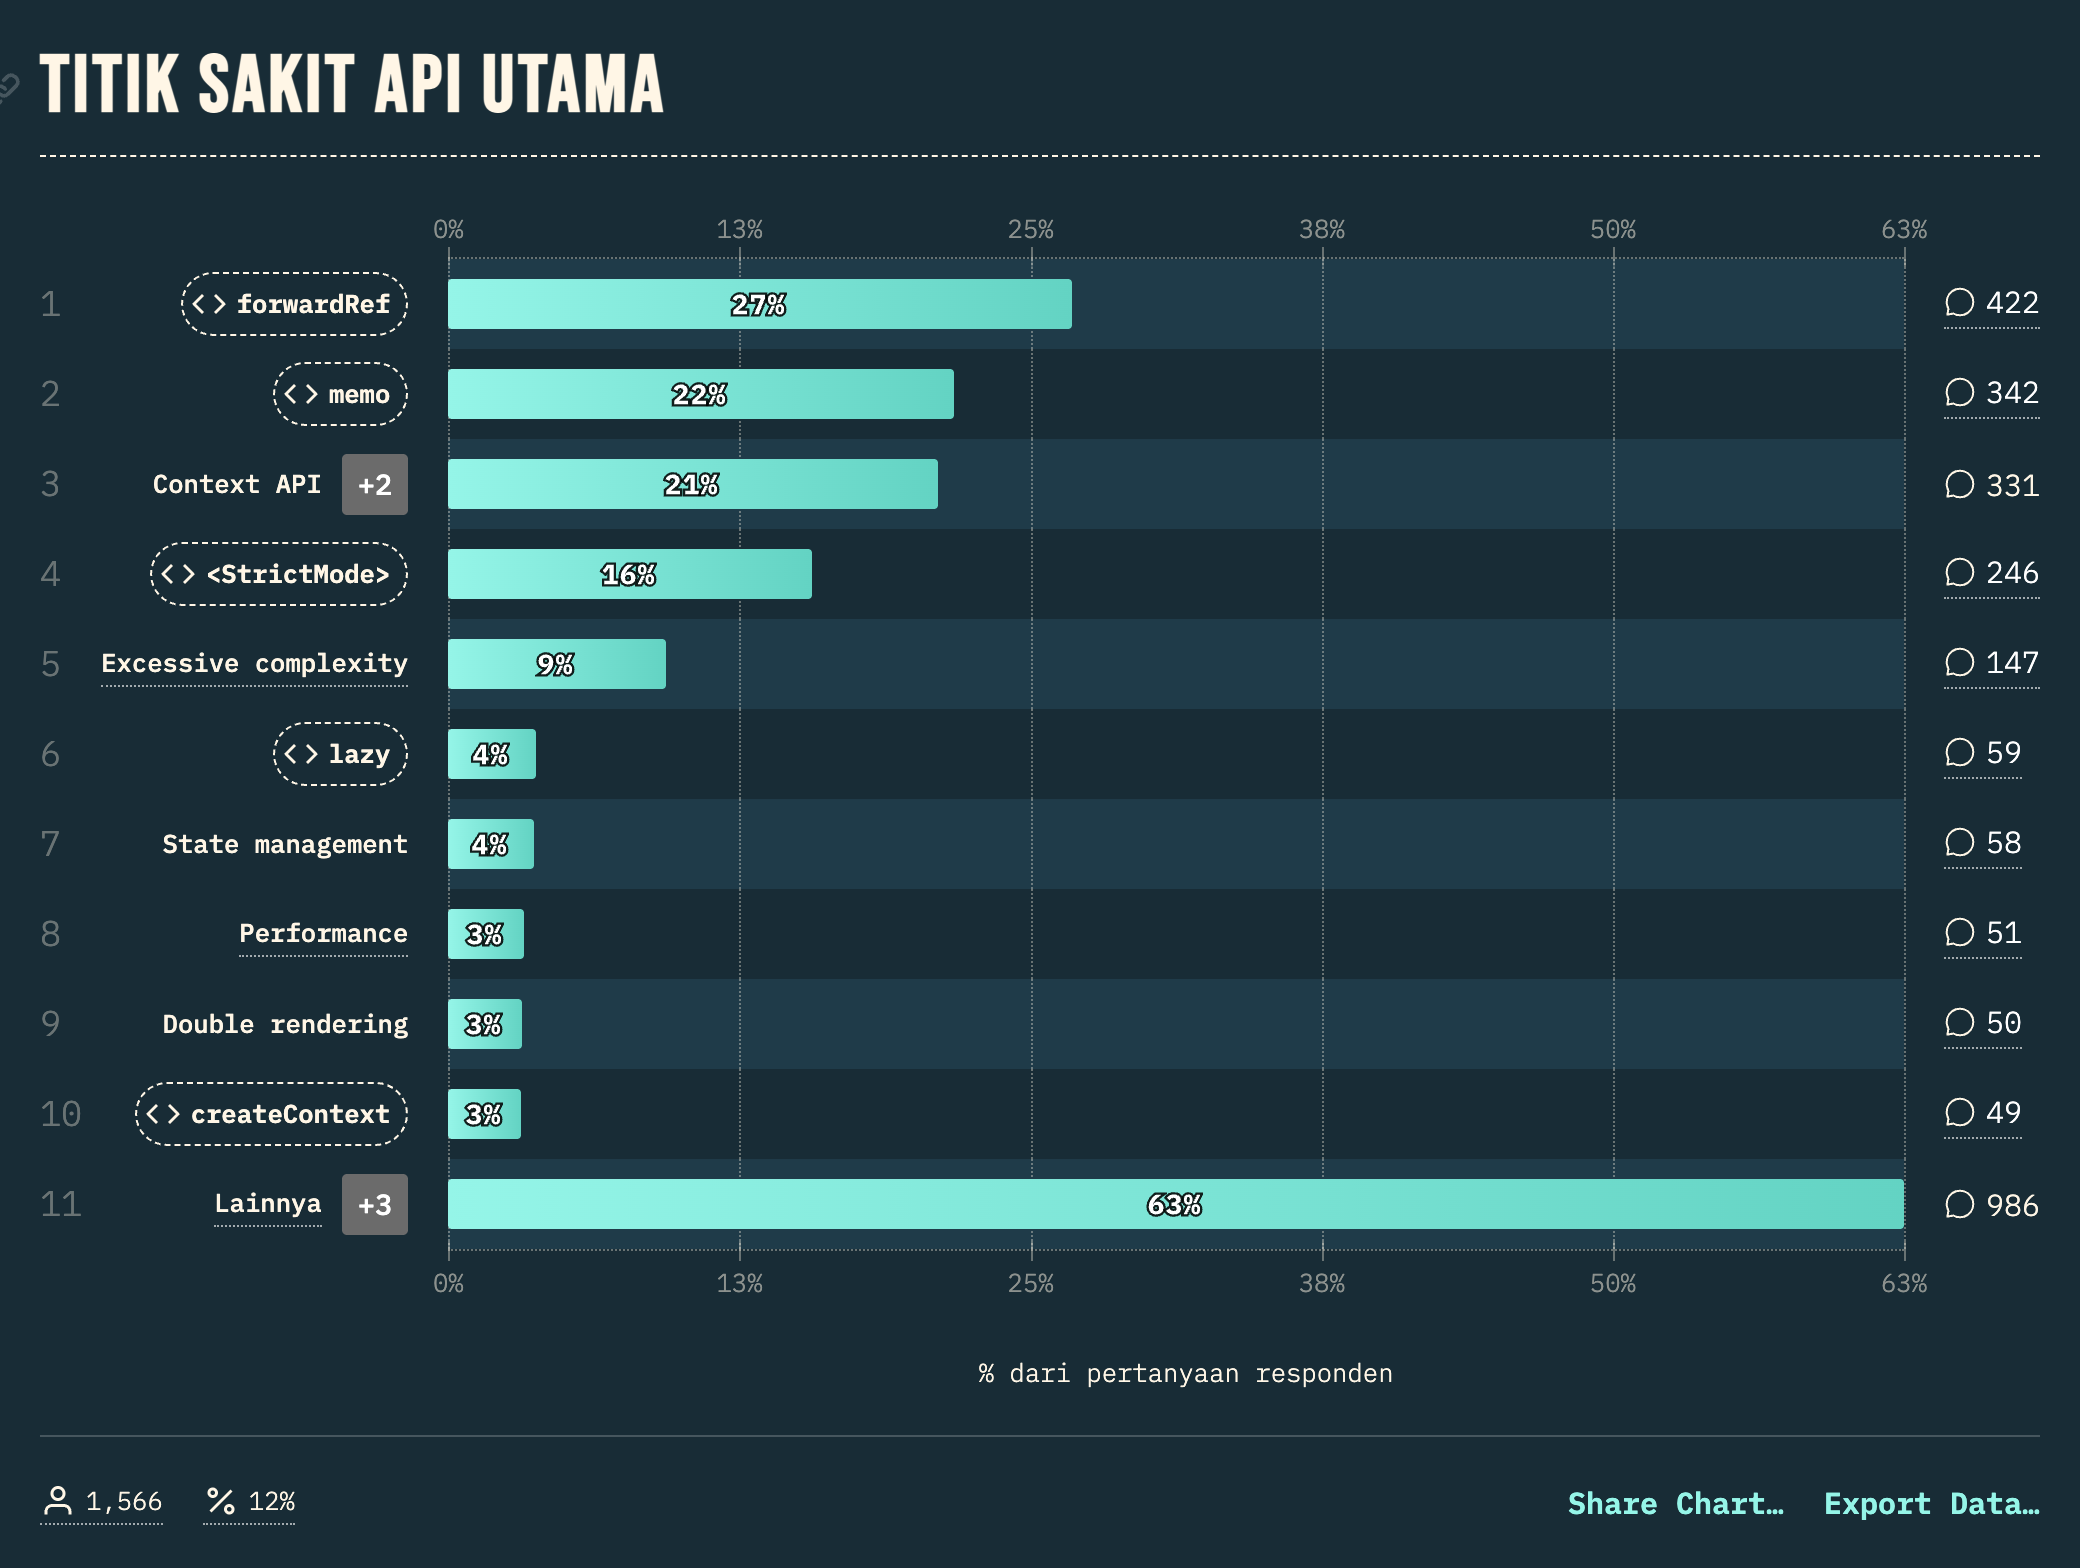 TITIK SAKIT API UTAMA
0% 13% 25% 38% 50% 63%
1 <> forwardRef 27% 422
2 <> memo 22% 342
3 Context API +2 21% 331
4 <> <StrictMode> 16% 246
5 Excessive complexity 9% 147
6 <> lazy 4% 59
7 State management 4% 58
8 Performance 3% 51
9 Double rendering 3% 50
10 <> createContext 3% 49
11 Lainnya +3 63% 986
0% 13% 25% 38% 50% 63%
% dari pertanyaan responden
1,566 % 12% Share Chart… Export Data…